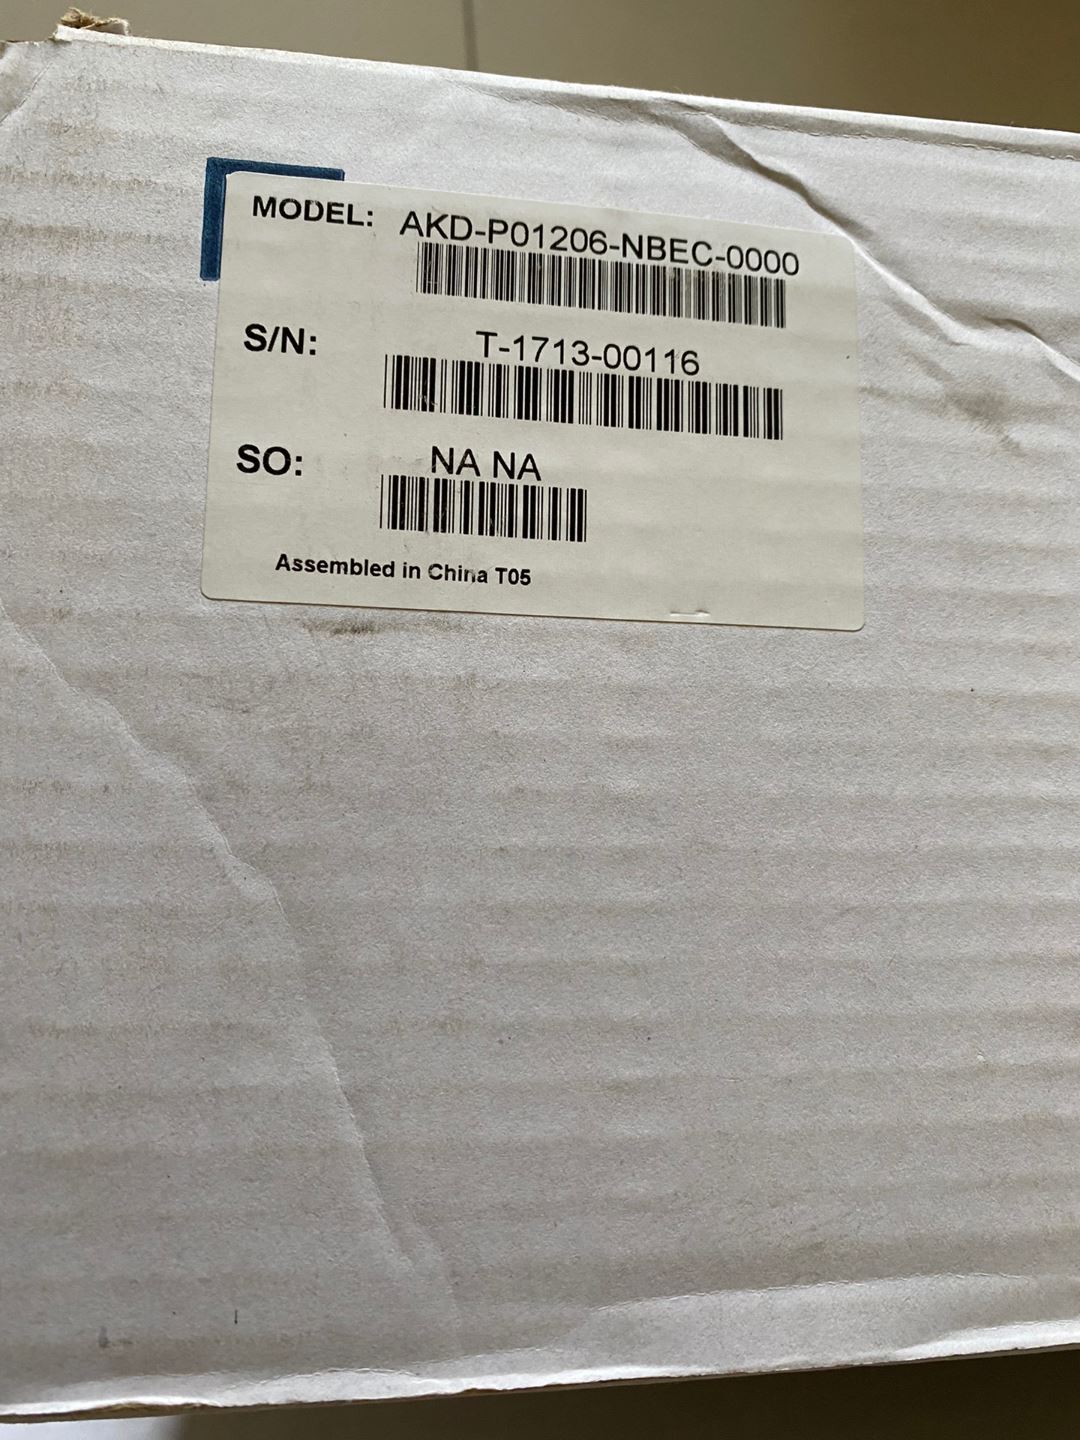 MODEL: AKD-P01206-NBEC-0000
S/N: T-1713-00116
SO: NA NA
Assembled in China T05